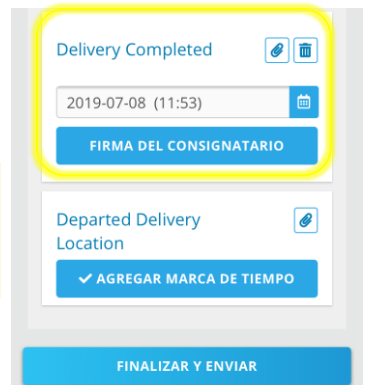 Delivery Completed
2019-07-08 (11:53)
FIRMA DEL CONSIGNATARIO
Departed Delivery
Location
AGREGAR MARCA DE TIEMPO
FINALIZAR Y ENVIAR